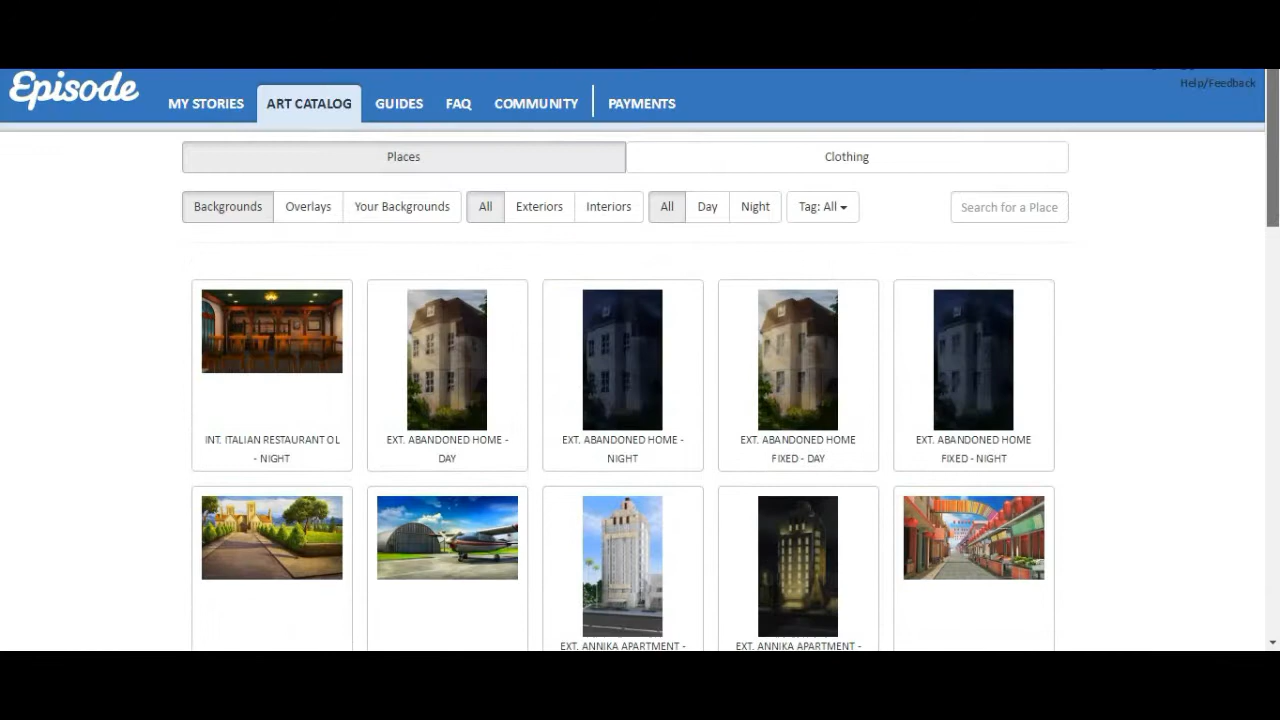 Episode
MY STORIES ART CATALOG GUIDES FAQ COMMUNITY PAYMENTS
Help/Feedback
Places Clothing
Backgrounds Overlays Your Backgrounds All Exteriors Interiors All Day Night Tag: All Search for a Place
INT. ITALIAN RESTAURANT OL
- NIGHT
EXT. ABANDONED HOME -
DAY
EXT. ABANDONED HOME -
NIGHT
EXT. ABANDONED HOME
FIXED - DAY
EXT. ABANDONED HOME
FIXED - NIGHT
EXT. ANNIKA APARTMENT -
EXT. ANNIKA APARTMENT -